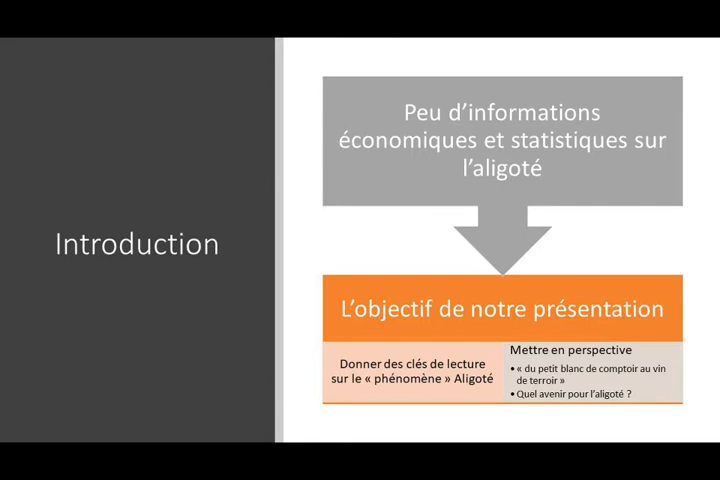 Introduction
Peu d’informations
économiques et statistiques sur
l’aligoté
L’objectif de notre présentation
Donner des clés de lecture
sur le « phénomène » Aligoté
Mettre en perspective
• « du petit blanc de comptoir au vin
de terroir »
• Quel avenir pour l’aligoté ?